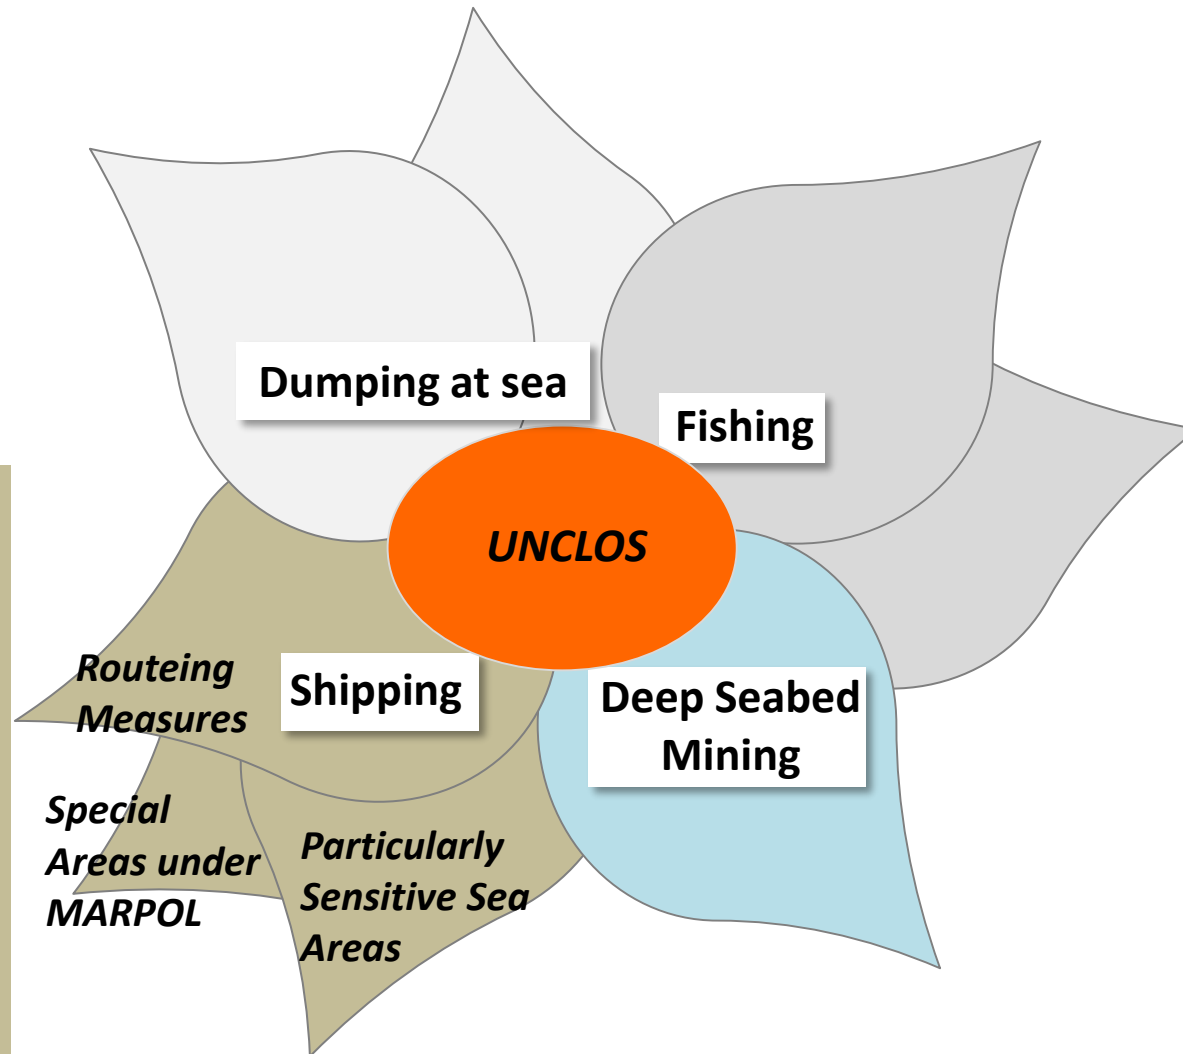 Dumping at sea
Fishing
UNCLOS
Routeing
Measures
Shipping
Deep Seabed
Mining
Special
Areas under
MARPOL
Particularly
Sensitive Sea
Areas